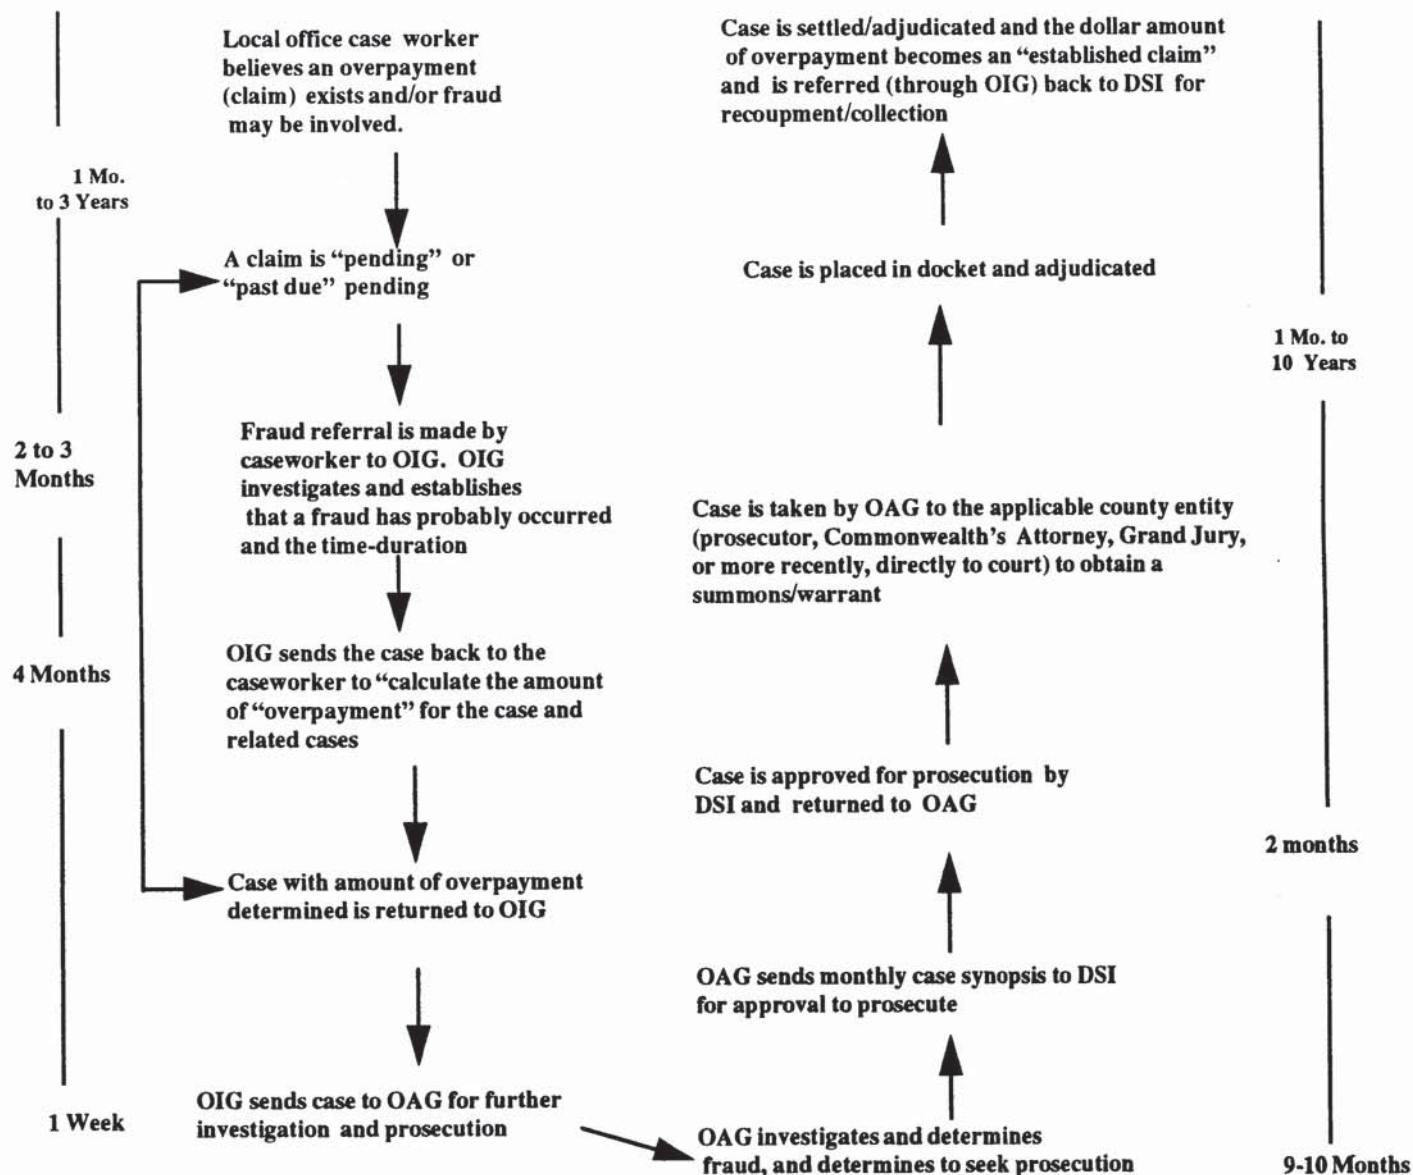 Local office case worker
believes an overpayment
(claim) exists and/or fraud
may be involved.
1 Mo.
to 3 Years
A claim is “pending” or
“past due” pending
2 to 3
Months
Fraud referral is made by
caseworker to OIG. OIG
investigates and establishes
that a fraud has probably occurred
and the time-duration
4 Months
OIG sends the case back to the
caseworker to “calculate the amount
of “overpayment” for the case and
related cases
Case with amount of overpayment
determined is returned to OIG
1 Week
OIG sends case to OAG for further
investigation and prosecution
OAG investigates and determines
fraud, and determines to seek prosecution
9-10 Months
OAG sends monthly case synopsis to DSI
for approval to prosecute
2 months
Case is approved for prosecution by
DSI and returned to OAG
Case is taken by OAG to the applicable county entity
(prosecutor, Commonwealth’s Attorney, Grand Jury,
or more recently, directly to court) to obtain a
summons/warrant
1 Mo. to
10 Years
Case is placed in docket and adjudicated
Case is settled/adjudicated and the dollar amount
of overpayment becomes an “established claim”
and is referred (through OIG) back to DSI for
recoupment/collection